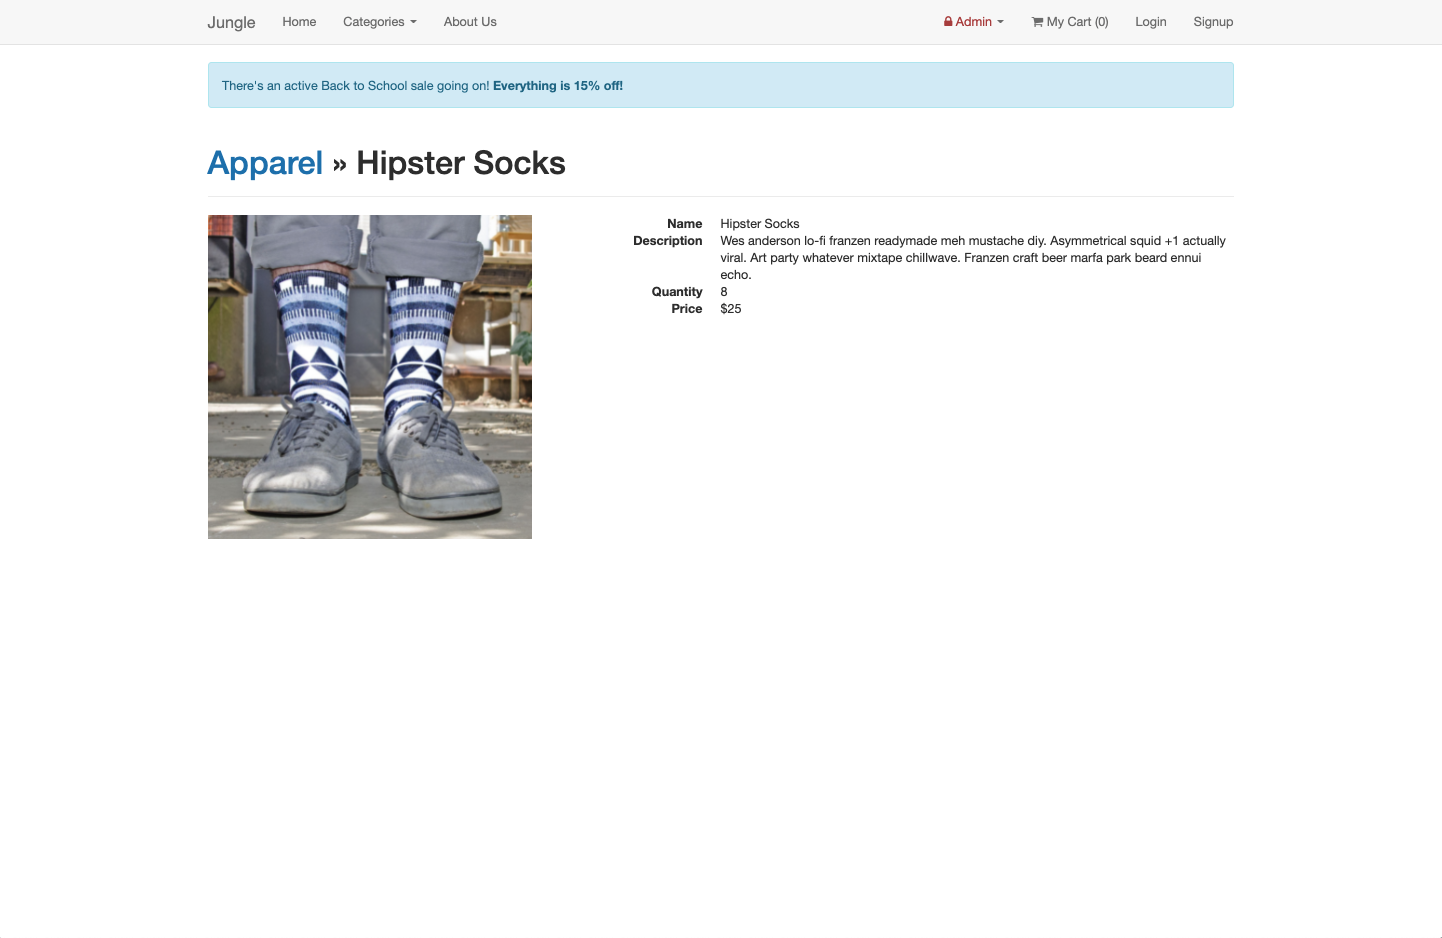 Jungle Home Categories About Us Admin My Cart (0) Login Signup
There's an active Back to School sale going on! Everything is 15% off!
Apparel » Hipster Socks
Name Hipster Socks
Description Wes anderson lo-fi franzen readymade meh mustache diy. Asymmetrical squid +1 actually
viral. Art party whatever mixtape chillwave. Franzen craft beer marfa park beard ennui
echo.
Quantity 8
Price $25